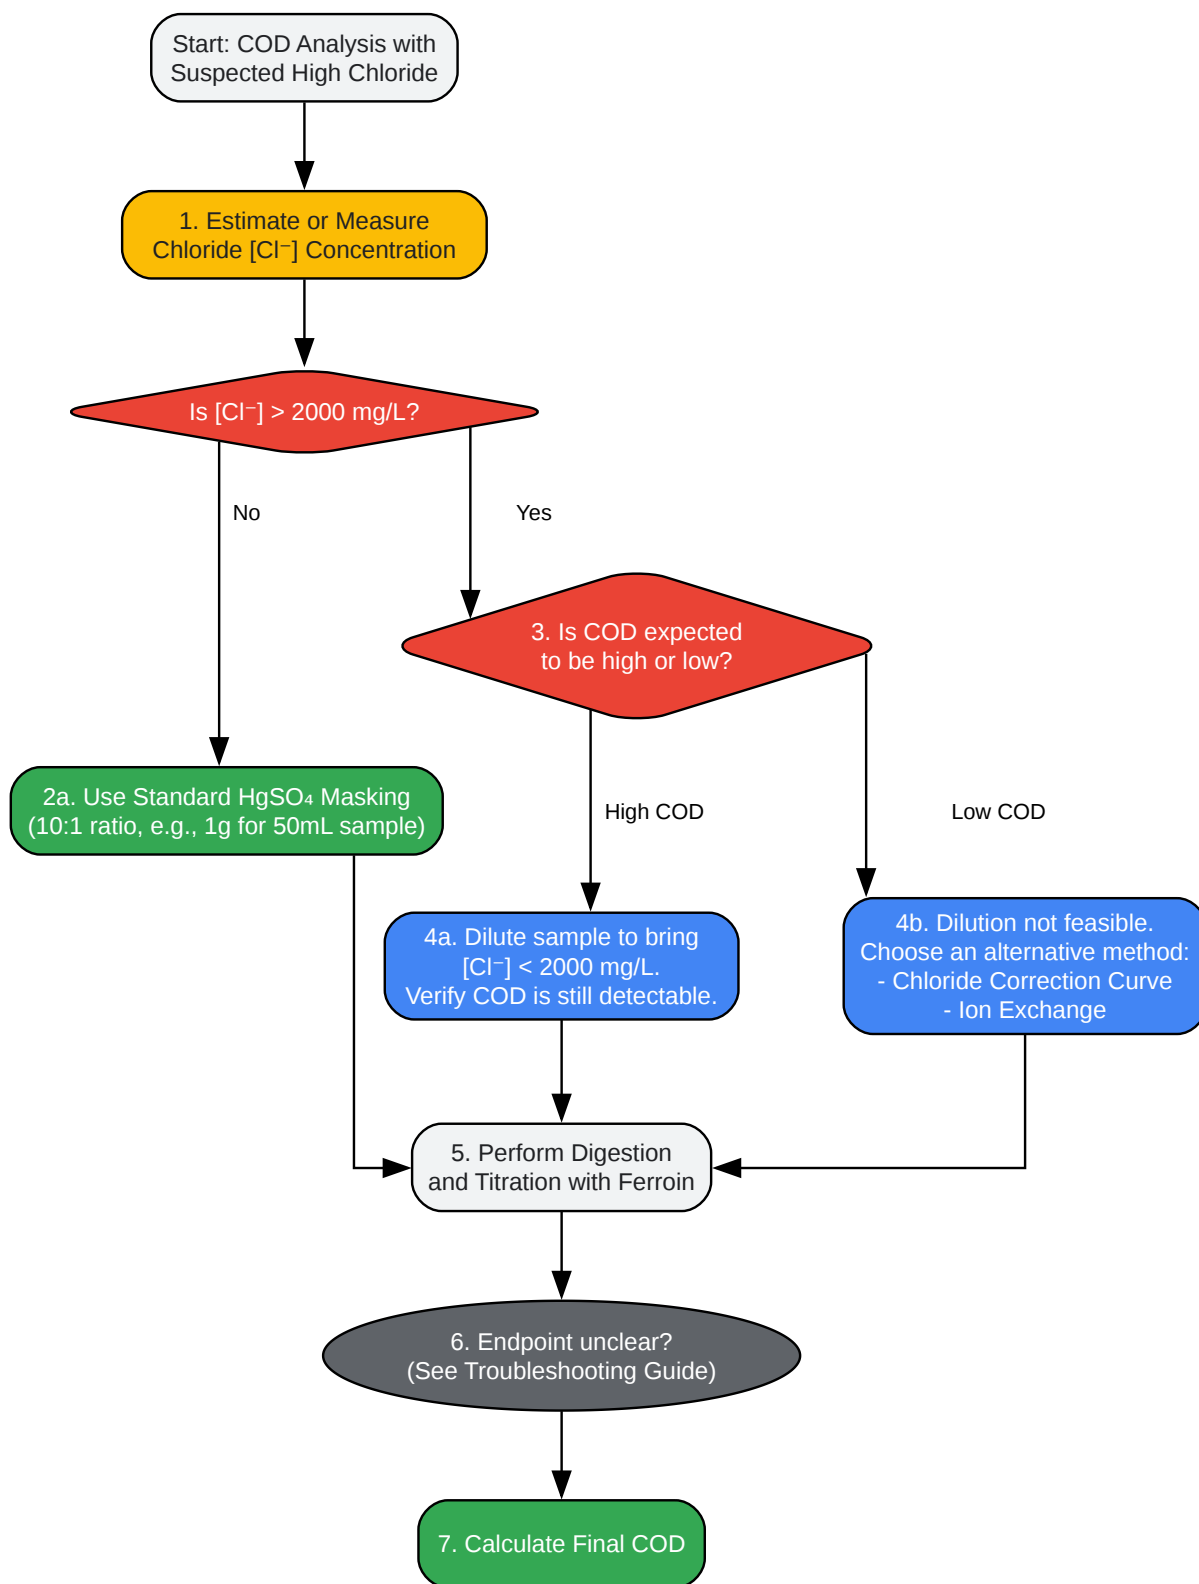 Start: COD Analysis with
Suspected High Chloride
1. Estimate or Measure
Chloride [Cl⁻] Concentration
Is [Cl⁻] > 2000 mg/L?
No
Yes
3. Is COD expected
to be high or low?
2a. Use Standard HgSO₄ Masking
(10:1 ratio, e.g., 1g for 50mL sample)
High COD
Low COD
4a. Dilute sample to bring
[Cl⁻] < 2000 mg/L.
Verify COD is still detectable.
4b. Dilution not feasible.
Choose an alternative method:
- Chloride Correction Curve
- Ion Exchange
5. Perform Digestion
and Titration with Ferroin
6. Endpoint unclear?
(See Troubleshooting Guide)
7. Calculate Final COD